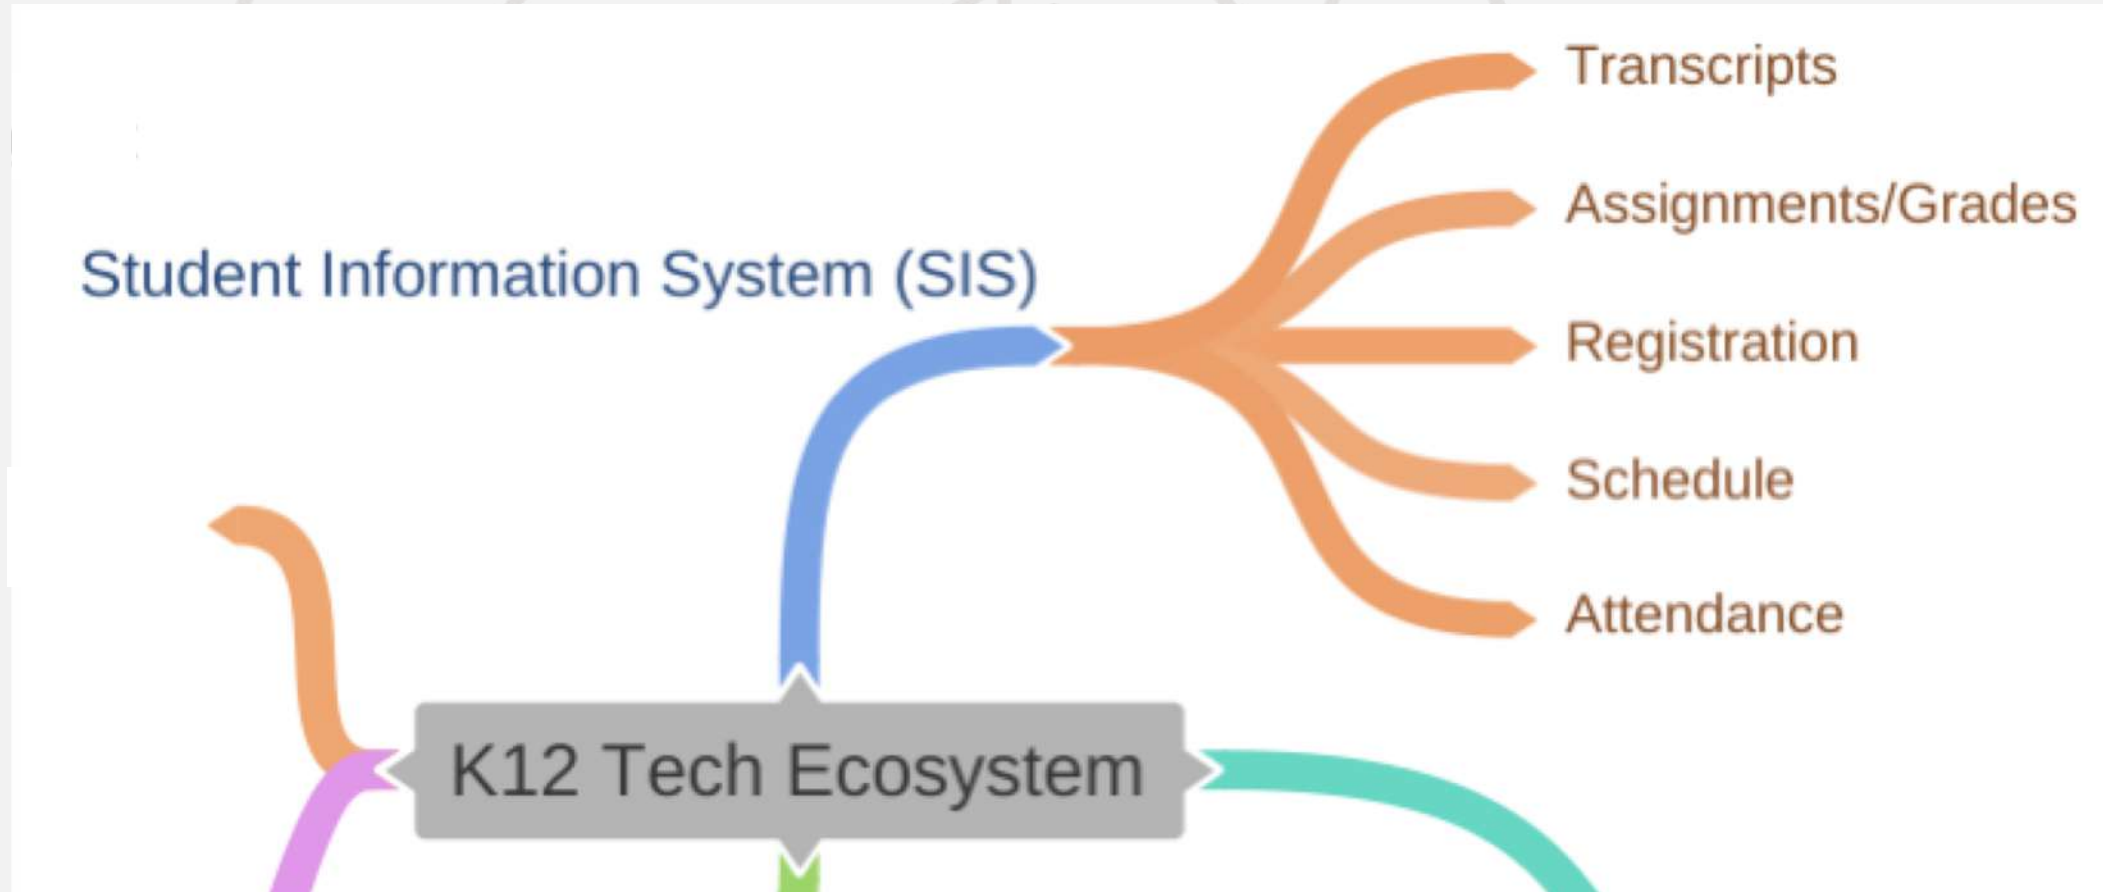 Transcripts
Assignments/Grades
Student Information System (SIS)
Registration
Schedule
Attendance
K12 Tech Ecosystem